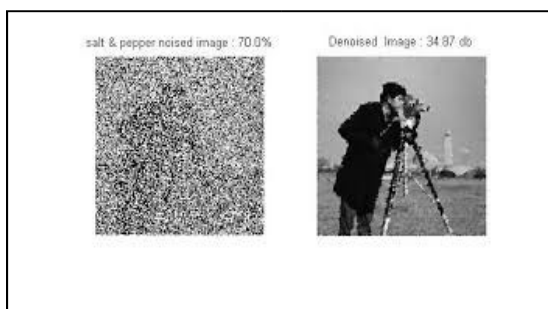 salt & pepper noised image : 70.0%
Denoised Image : 34.87 db